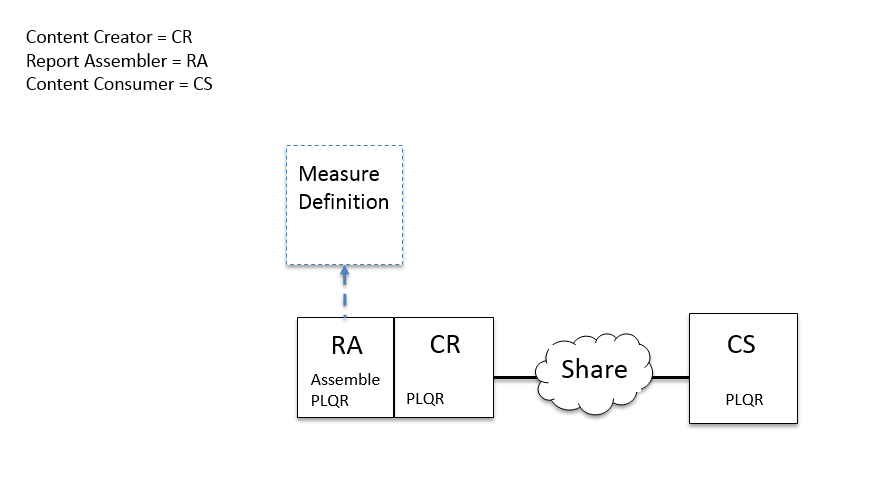 Content Creator = CR
Report Assembler = RA
Content Consumer = CS
Measure
Definition
RA
Assemble
PLQR
CR
PLQR
Share
CS
PLQR